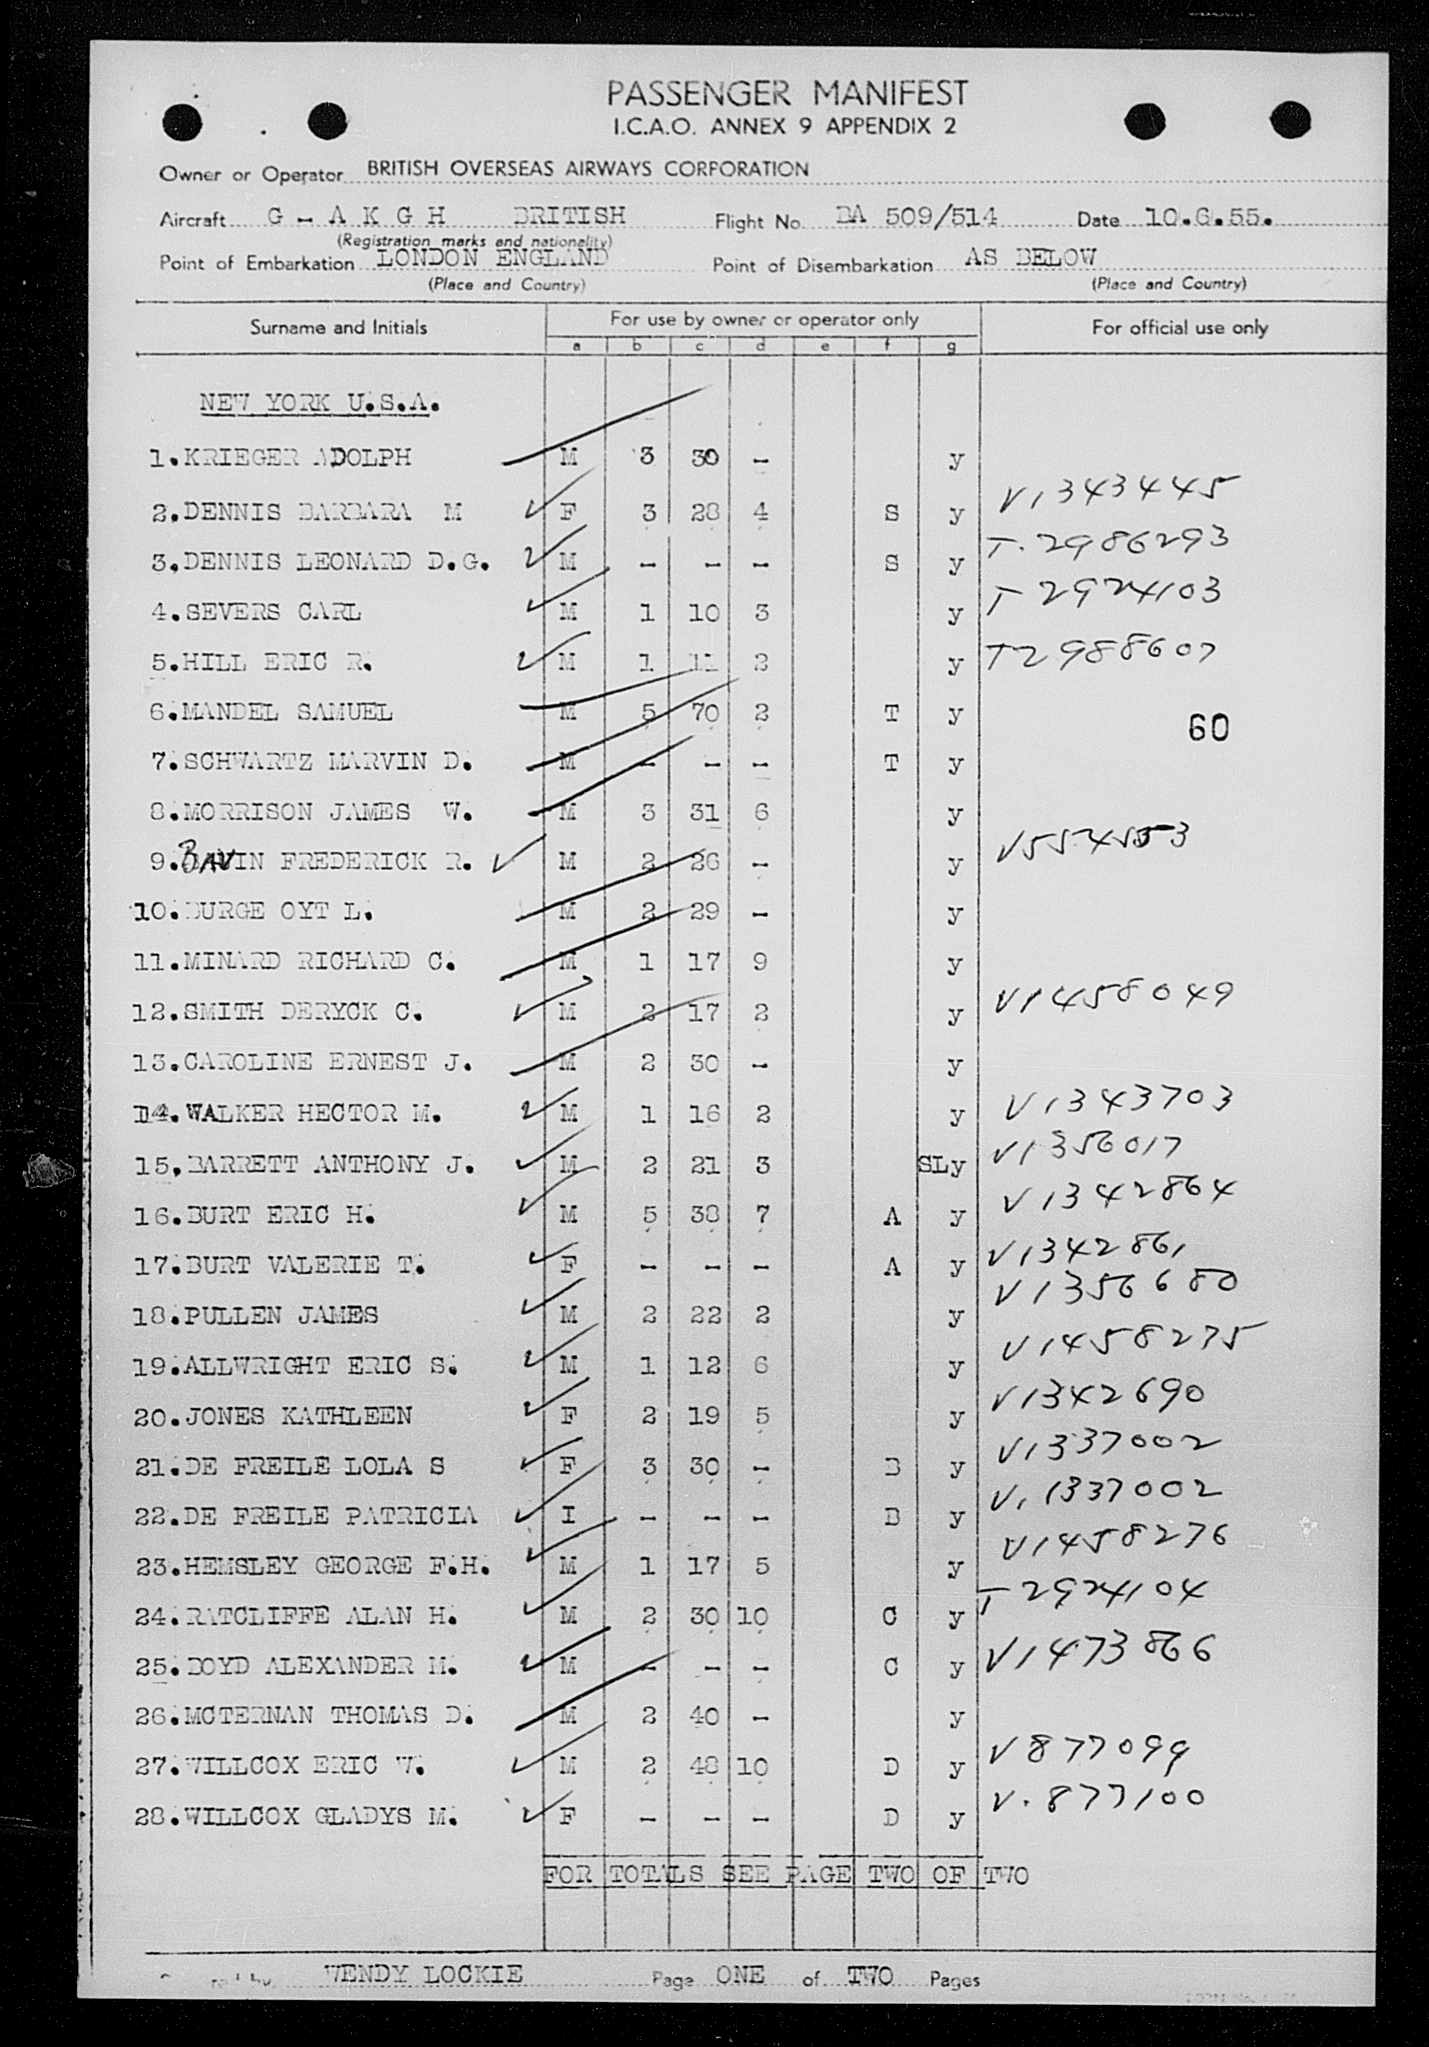 PASSENGER MANIFEST
I.C.A.O. ANNEX 9 APPENDIX 2
Owner or Operator BRITISH OVERSEAS AIRWAYS CORPORATION
Aircraft G - A K G H BRITISH Flight No. BA 509/514 Date 10.6.55.
(Registration marks and nationality)
Point of Embarkation LONDON ENGLAND Point of Disembarkation AS BELOW
(Place and Country) (Place and Country)
Surname and Initials For use by owner or operator only For official use only
a b c d e f g
NEW YORK U.S.A.
1. KRIEGER ADOLPH M 3 30 - y
2. DENNIS BARBARA M F 3 28 4 S y V1343445
3. DENNIS LEONARD D.G. M - - - S y T.2986293
4. SEVERS CARL M 1 10 3 y T2924103
5. HILL ERIC R. M 1 11 2 y T2988607
6. MANDEL SAMUEL M 5 70 2 T y 60
7. SCHWARTZ MARVIN D. M - - - T y
8. MORRISON JAMES W. M 3 31 6 y
9. BAVIN FREDERICK R. M 2 26 - y
10. BURGE OYT L. M 2 29 - y
11. MINARD RICHARD C. M 1 17 9 y
12. SMITH DERYCK C. M 2 17 2 y V1458049
13. CAROLINE ERNEST J. M 2 30 - y
14. WALKER HECTOR M. M 1 16 2 y V1343703
15. BARRETT ANTHONY J. M 2 21 3 SLy V1356017
16. BURT ERIC H. M 5 38 7 A y V1342864
17. BURT VALERIE T. F - - - A y V1342861
18. PULLEN JAMES M 2 22 2 y V1356680
19. ALLWRIGHT ERIC S. M 1 12 6 y V1458275
20. JONES KATHLEEN F 2 19 5 y V1342690
21. DE FREILE LOLA S F 3 30 - B y V1337002
22. DE FREILE PATRICIA I - - - B y V.1337002
23. HEMSLEY GEORGE F.H. M 1 17 5 y V1458276
24. RATCLIFFE ALAN H. M 2 30 10 C y T2924104
25. BOYD ALEXANDER M. M - - - C y V1473866
26. MCTERNAN THOMAS D. M 2 40 - y
27. WILLCOX ERIC W. M 2 48 10 D y V877099
28. WILLCOX GLADYS M. F - - - D y V.877100
FOR TOTALS SEE PAGE TWO OF TWO
WENDY LOCKIE Page ONE of TWO Pages